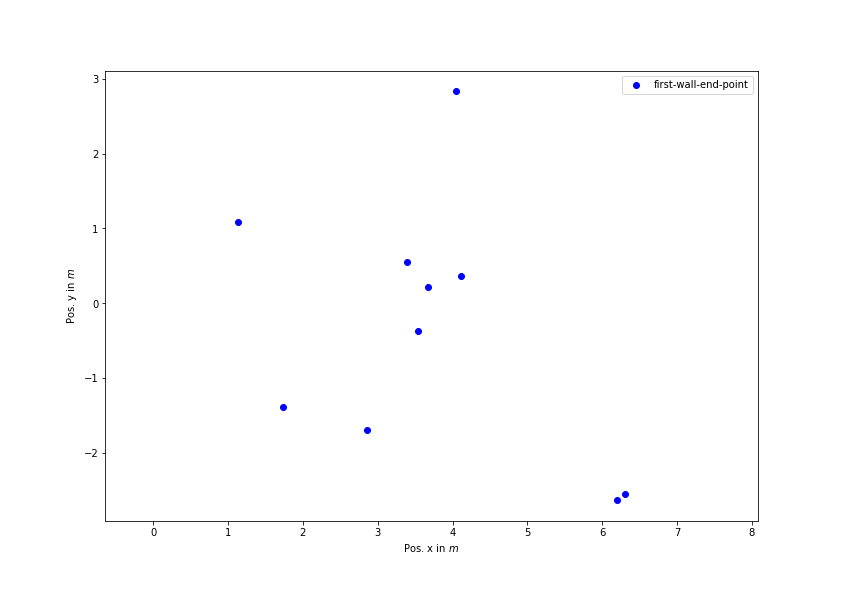 first-wall-end-point
3
2
1
0
−1
−2
Pos. y in m
0 1 2 3 4 5 6 7 8
Pos. x in m